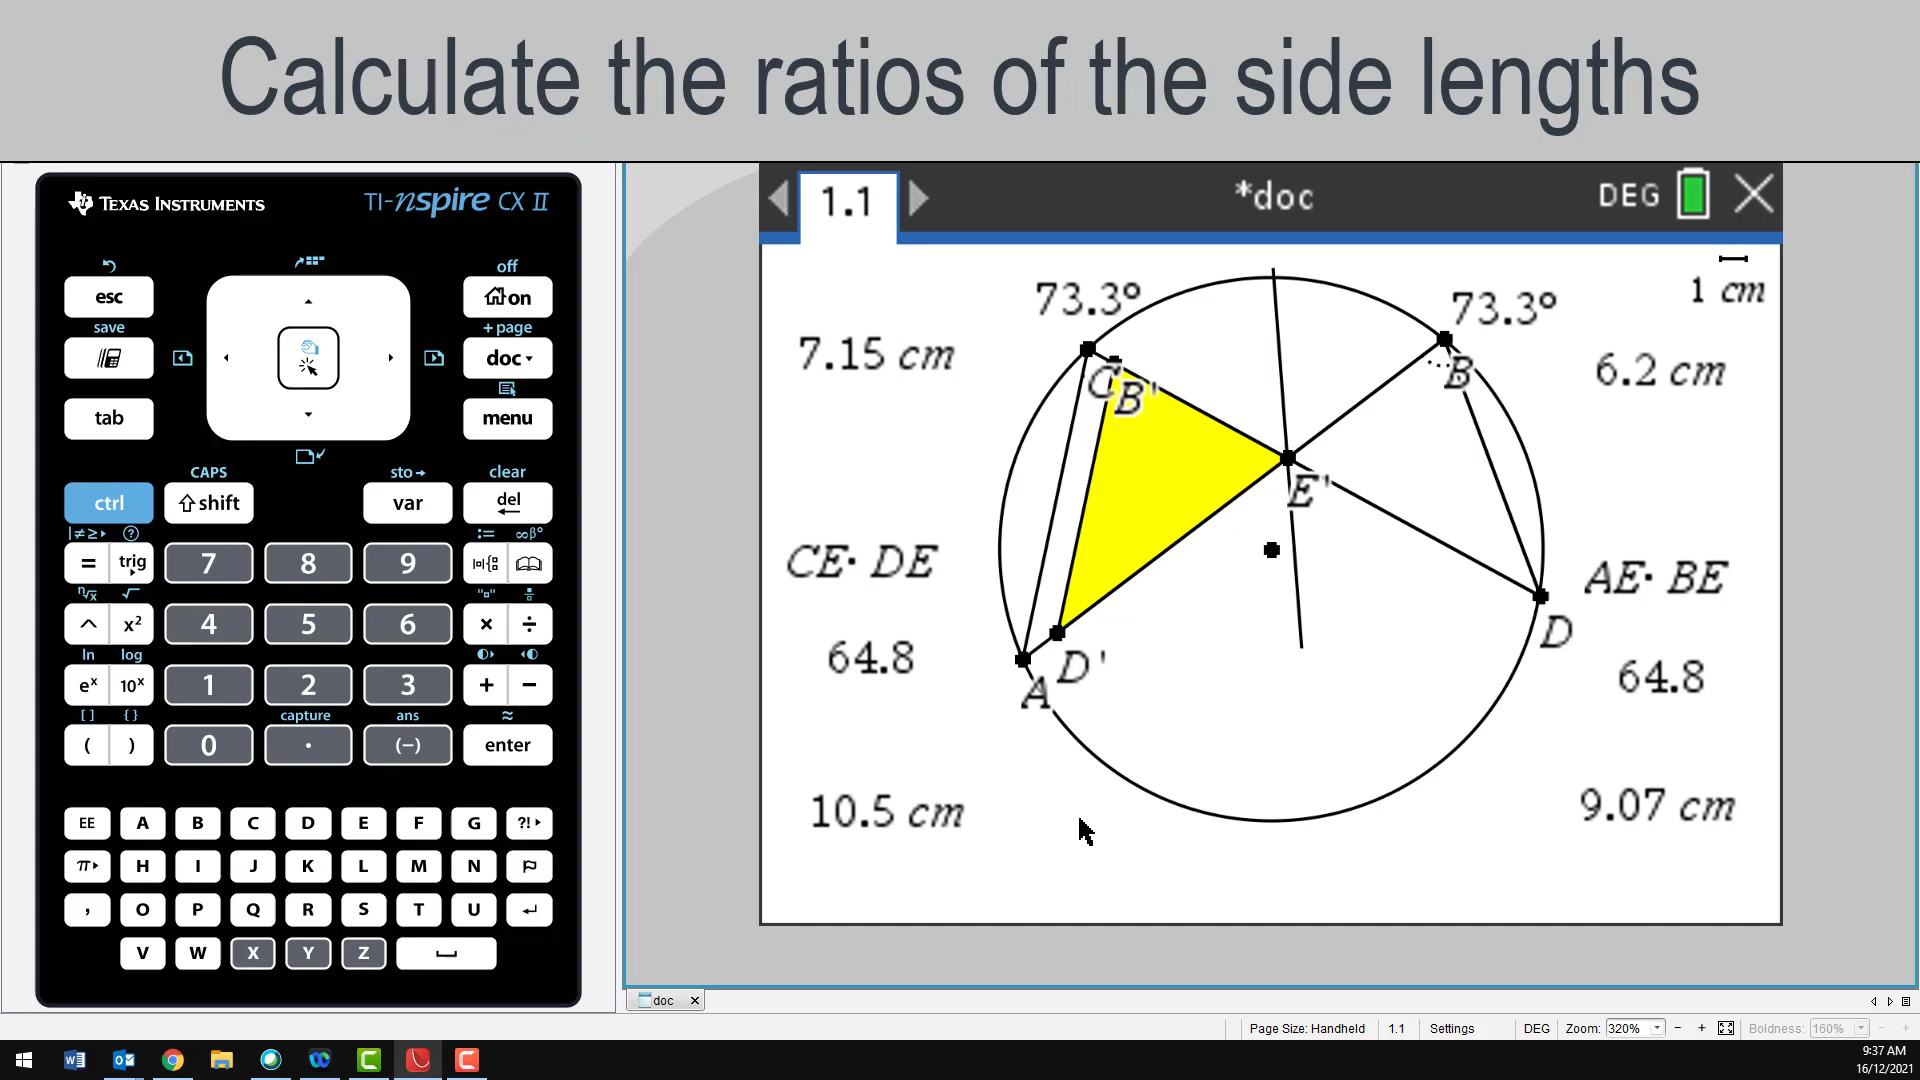 Calculate the ratios of the side lengths
TEXAS INSTRUMENTS
TI-nspire CX II
off
esc
on
save
+ page
doc
tab
menu
CAPS
sto
clear
ctrl
shift
var
del
|≠≥
?
:=
∞β°
=
trig
7
8
9
|□|{
n√x
√
"□"
^
x²
4
5
6
×
÷
ln
log
eˣ
10ˣ
1
2
3
+
−
[ ]
{ }
capture
ans
≈
(
)
0
.
(−)
enter
EE
A
B
C
D
E
F
G
?!
π
H
I
J
K
L
M
N
,
O
P
Q
R
S
T
U
V
W
X
Y
Z
1.1
*doc
DEG
73.3°
73.3°
1 cm
7.15 cm
6.2 cm
C
B'
B
E'
CE· DE
AE· BE
64.8
64.8
D
D'
A
10.5 cm
9.07 cm
doc
Page Size: Handheld
1.1
Settings
DEG
Zoom:
320%
Boldness:
160%
9:37 AM
16/12/2021